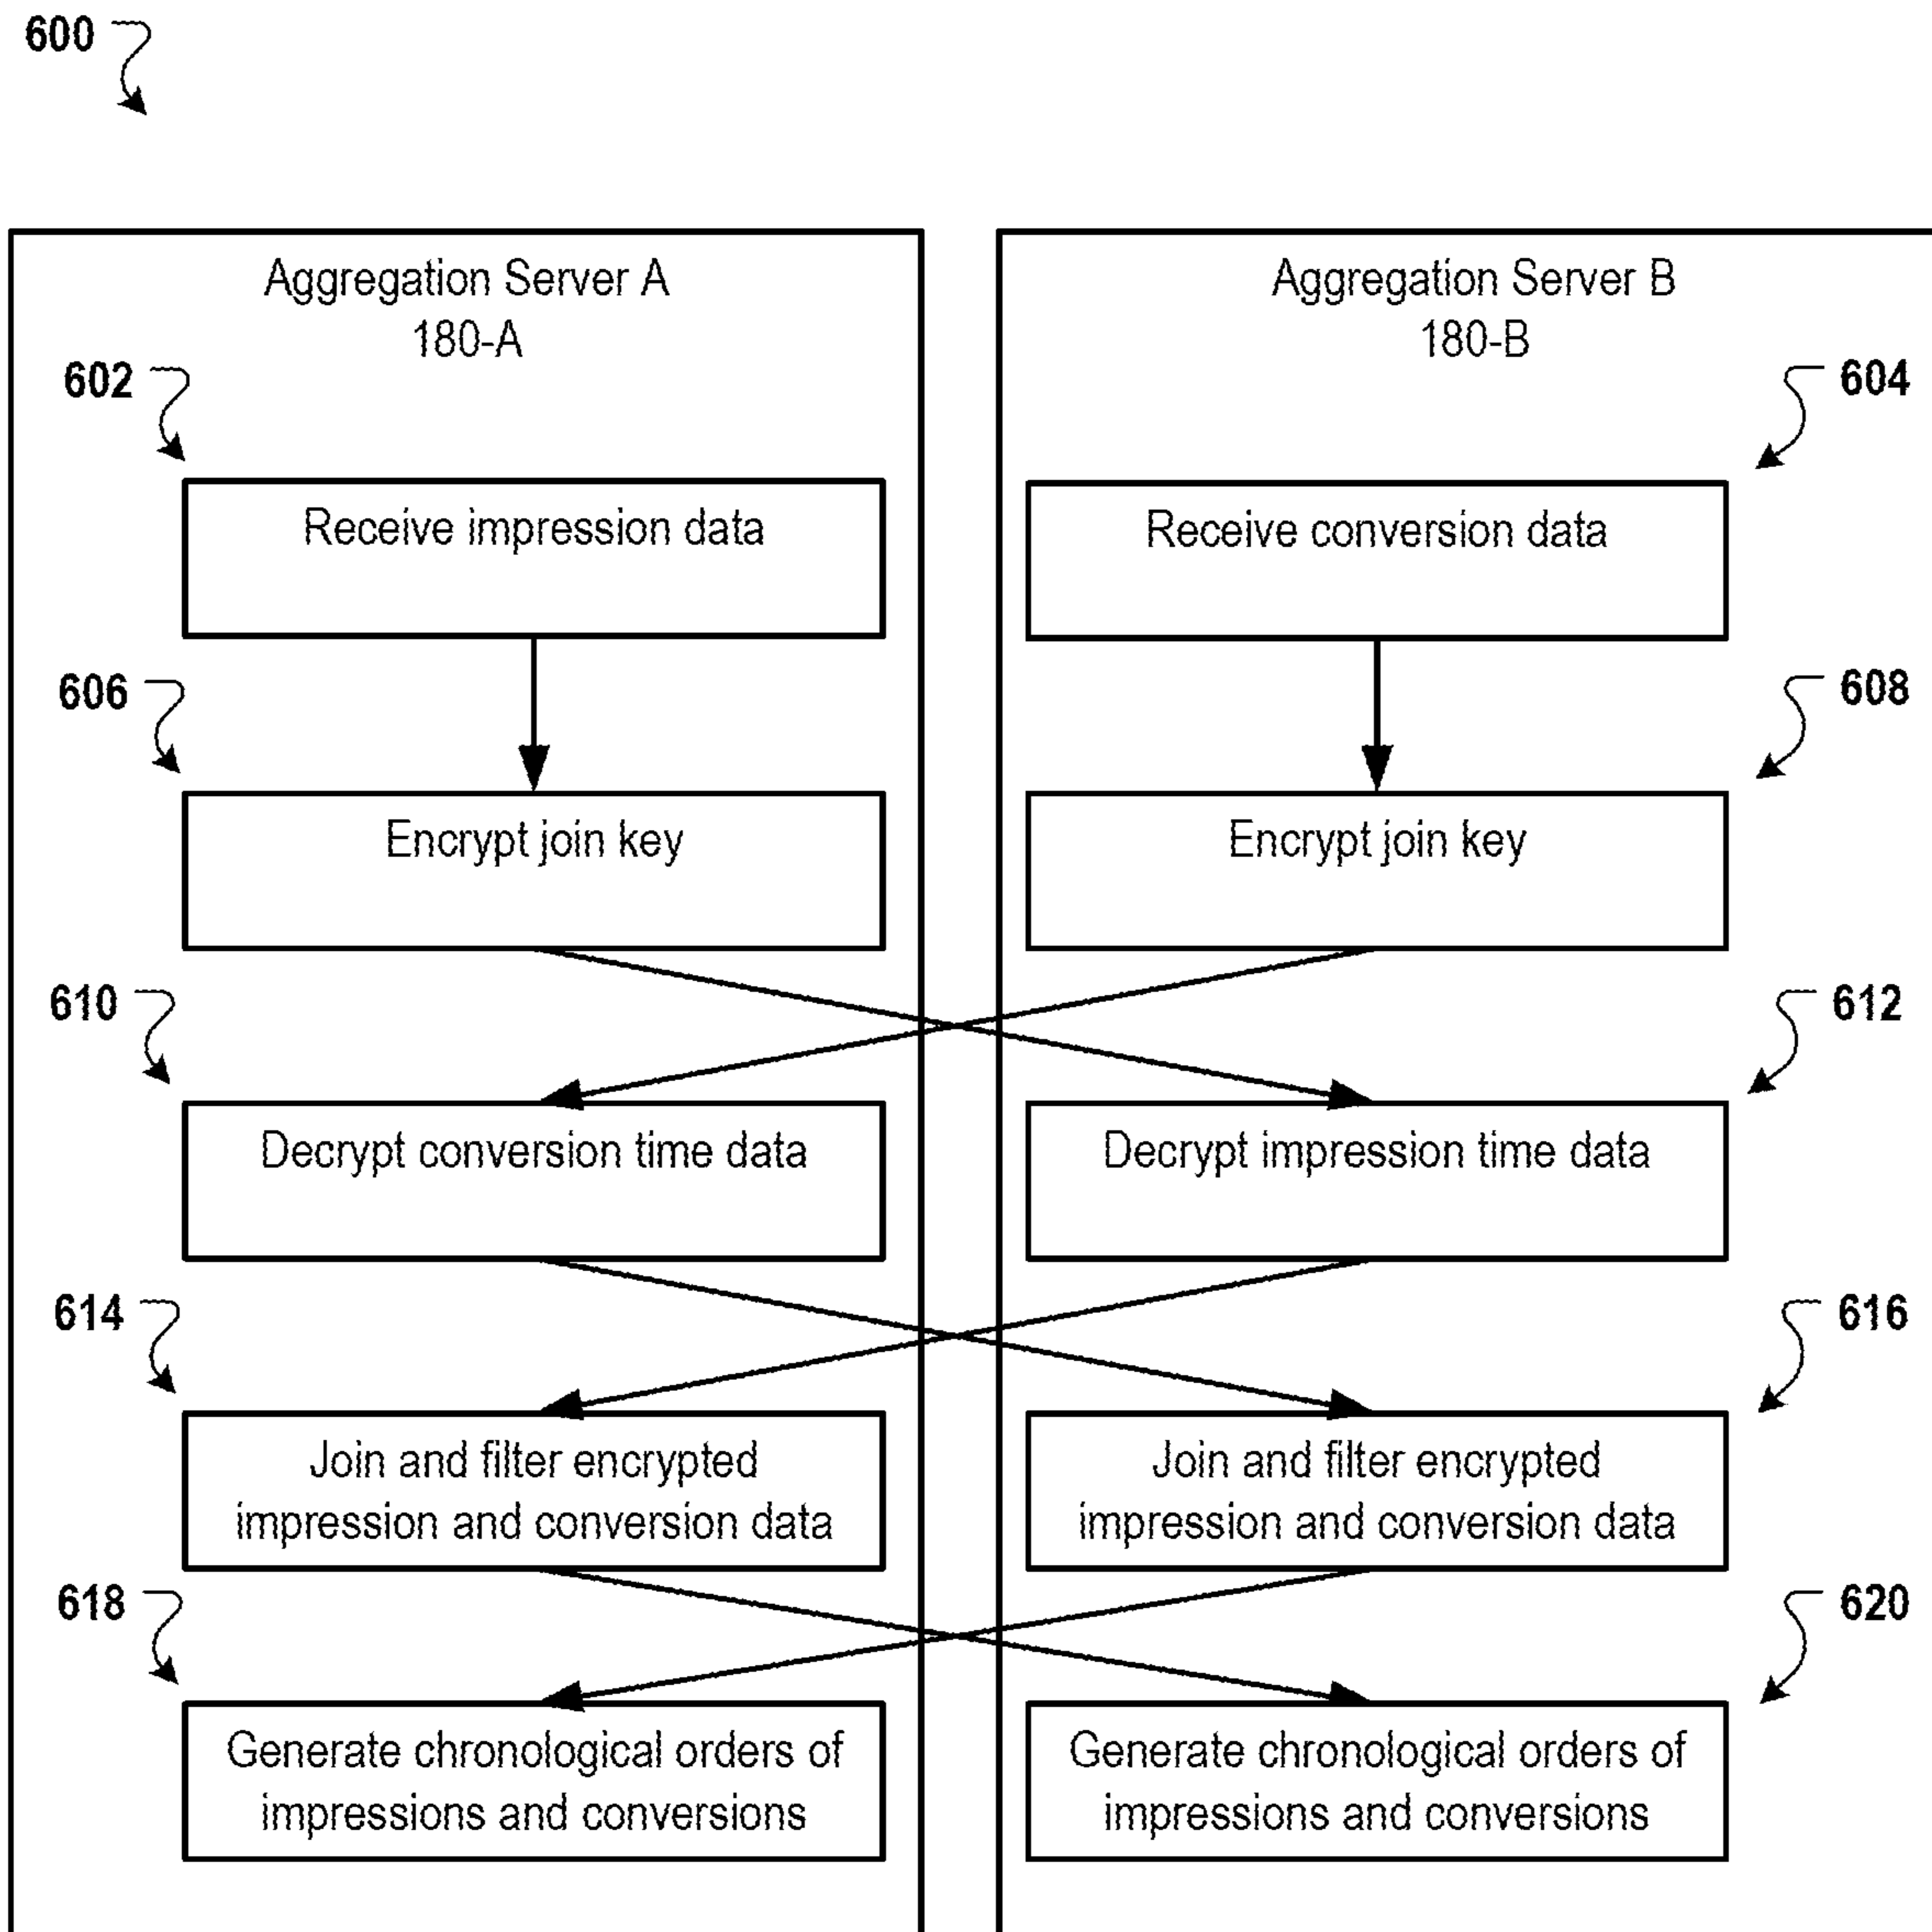 600
Aggregation Server A
180-A
Aggregation Server B
180-B
602
604
Receive impression data
Receive conversion data
606
608
Encrypt join key
Encrypt join key
610
612
Decrypt conversion time data
Decrypt impression time data
614
616
Join and filter encrypted
impression and conversion data
Join and filter encrypted
impression and conversion data
618
620
Generate chronological orders of
impressions and conversions
Generate chronological orders of
impressions and conversions